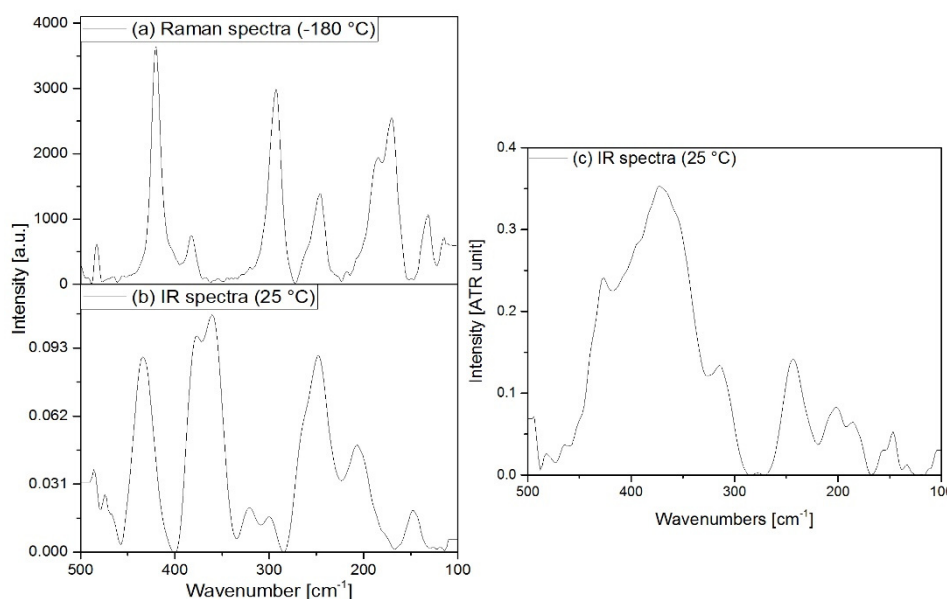 (a) Raman spectra (-180 °C)
4000
3000
2000
1000
0
Intensity [a.u.]
(b) IR spectra (25 °C)
0.093
0.062
0.031
0.000
500 400 300 200 100
Wavenumber [cm-1]
(c) IR spectra (25 °C)
0.4
0.3
0.2
0.1
0.0
Intensity [ATR unit]
500 400 300 200 100
Wavenumbers [cm-1]